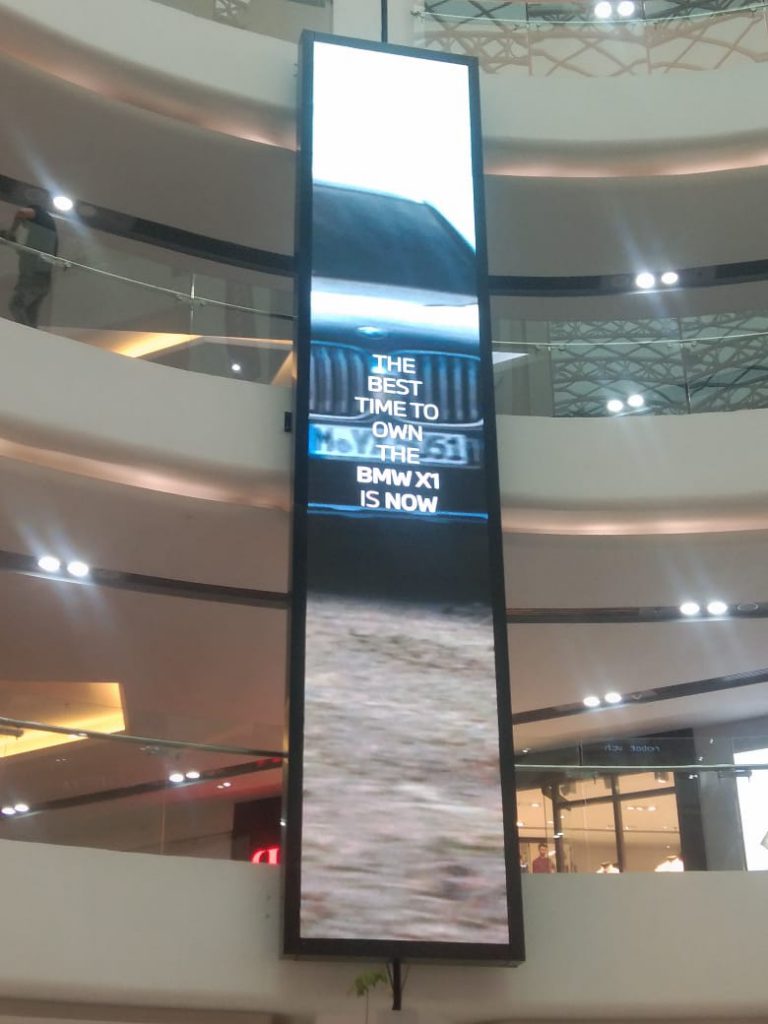 THE
BEST
TIME TO
OWN
THE
BMW X1
IS NOW